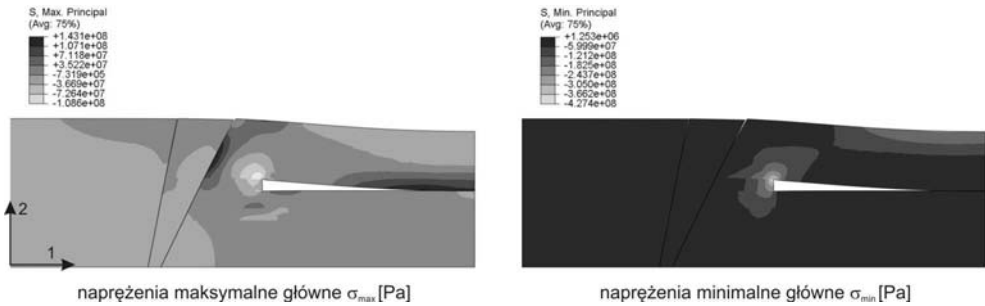 S, Max. Principal
(Avg: 75%)
+1.431e+08
+1.071e+08
+7.118e+07
+3.522e+07
-7.319e+05
-3.669e+07
-7.264e+07
-1.086e+08
2
1
naprężenia maksymalne główne σmax [Pa]
S, Min. Principal
(Avg: 75%)
+1.253e+06
-5.999e+07
-1.212e+08
-1.825e+08
-2.437e+08
-3.050e+08
-3.662e+08
-4.274e+08
naprężenia minimalne główne σmin [Pa]